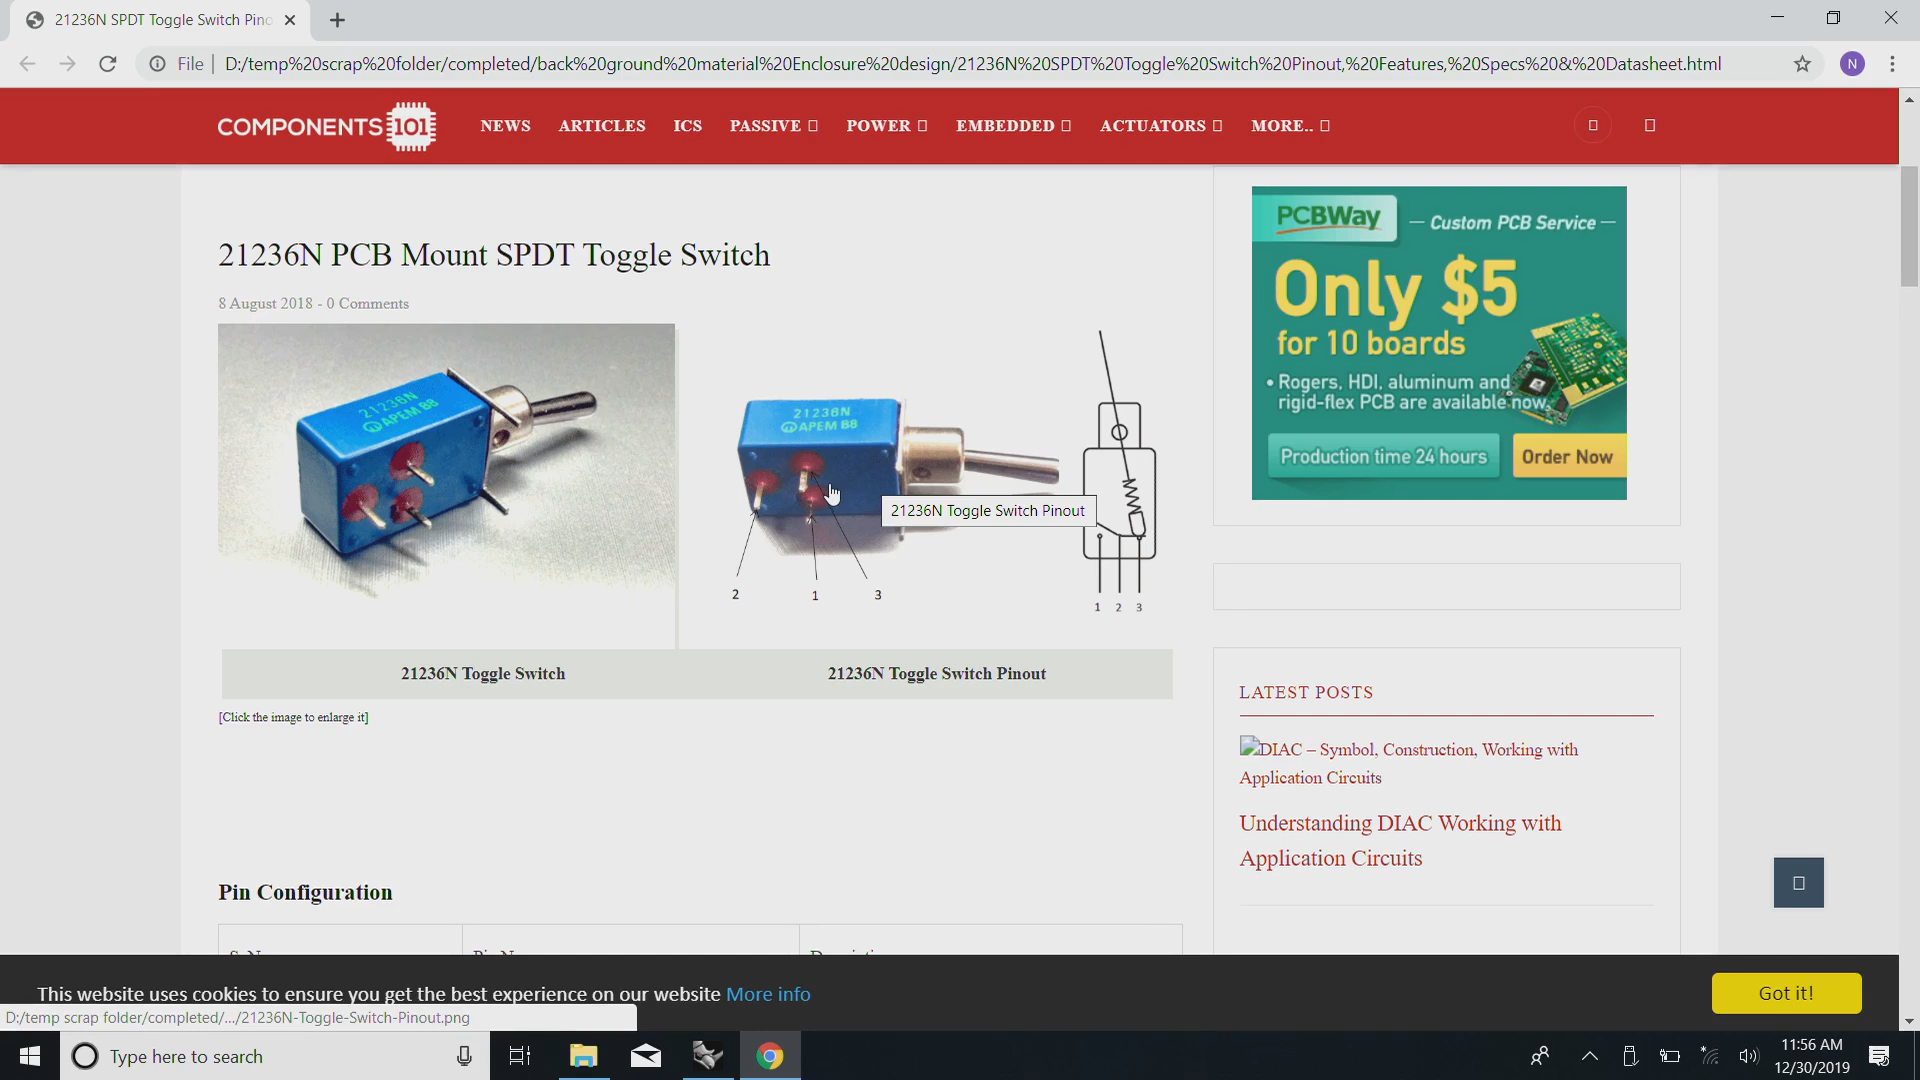 21236N SPDT Toggle Switch Pino
File
D:/temp%20scrap%20folder/completed/back%20ground%20material%20Enclosure%20design/21236N%20SPDT%20Toggle%20Switch%20Pinout,%20Features,%20Specs%20&%20Datasheet.html
N
COMPONENTS 101
NEWS ARTICLES ICS PASSIVE POWER EMBEDDED ACTUATORS MORE..
21236N PCB Mount SPDT Toggle Switch
8 August 2018 - 0 Comments
21236N
APEM B8
21236N
APEM B8
21236N Toggle Switch Pinout
2 1 3
1 2 3
21236N Toggle Switch 21236N Toggle Switch Pinout
[Click the image to enlarge it]
Pin Configuration
PCBWay — Custom PCB Service —
Only $5
for 10 boards
• Rogers, HDI, aluminum and
rigid-flex PCB are available now.
Production time 24 hours Order Now
LATEST POSTS
DIAC – Symbol, Construction, Working with
Application Circuits
Understanding DIAC Working with
Application Circuits
This website uses cookies to ensure you get the best experience on our website More info
Got it!
D:/temp scrap folder/completed/.../21236N-Toggle-Switch-Pinout.png
Type here to search
11:56 AM
12/30/2019